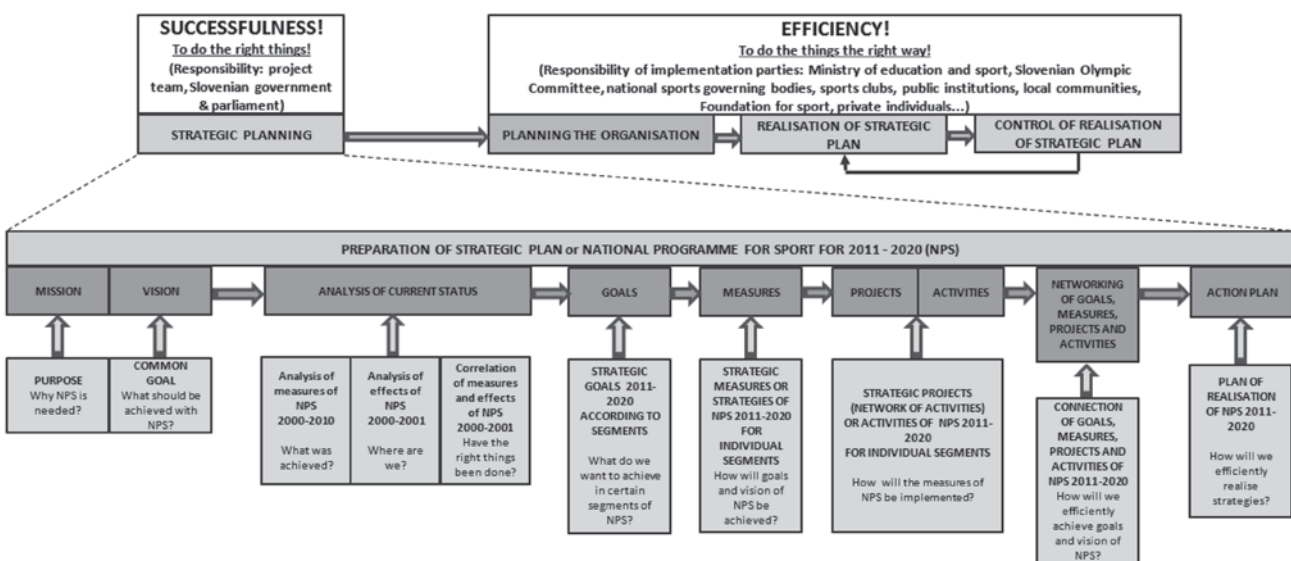 SUCCESSFULNESS!
To do the right things!
(Responsibility: project
team, Slovenian government
& parliament)
STRATEGIC PLANNING
EFFICIENCY!
To do the things the right way!
(Responsibility of implementation parties: Ministry of education and sport, Slovenian Olympic
Committee, national sports governing bodies, sports clubs, public institutions, local communities,
Foundation for sport, private individuals...)
PLANNING THE ORGANISATION
REALISATION OF STRATEGIC
PLAN
CONTROL OF REALISATION
OF STRATEGIC PLAN
PREPARATION OF STRATEGIC PLAN or NATIONAL PROGRAMME FOR SPORT FOR 2011 - 2020 (NPS)
MISSION
VISION
ANALYSIS OF CURRENT STATUS
GOALS
MEASURES
PROJECTS
ACTIVITIES
NETWORKING
OF GOALS,
MEASURES,
PROJECTS AND
ACTIVITIES
ACTION PLAN
PURPOSE
Why NPS is
needed?
COMMON
GOAL
What should be
achieved with
NPS?
Analysis of
measures of
NPS
2000-2010
What was
achieved?
Analysis of
effects of
NPS
2000-2001
Where are
we?
Correlation
of measures
and effects
of NPS
2000-2001
Have the
right things
been done?
STRATEGIC
GOALS 2011-
2020
ACCORDING TO
SEGMENTS
What do we
want to achieve
in certain
segments of
NPS?
STRATEGIC
MEASURES OR
STRATEGIES OF
NPS 2011-2020
FOR
INDIVIDUAL
SEGMENTS
How will goals
and vision of
NPS be
achieved?
STRATEGIC PROJECTS
(NETWORK OF ACTIVITIES)
OR ACTIVITIES OF NPS 2011-
2020
FOR INDIVIDUAL SEGMENTS
How will the measures of
NPS be implemented?
CONNECTION
OF GOALS,
MEASURES,
PROJECTS AND
ACTIVITIES OF
NPS 2011-2020
How will we
efficiently
achieve goals
and vision of
NPS?
PLAN OF
REALISATION
OF NPS 2011-
2020
How will we
efficiently
realise
strategies?